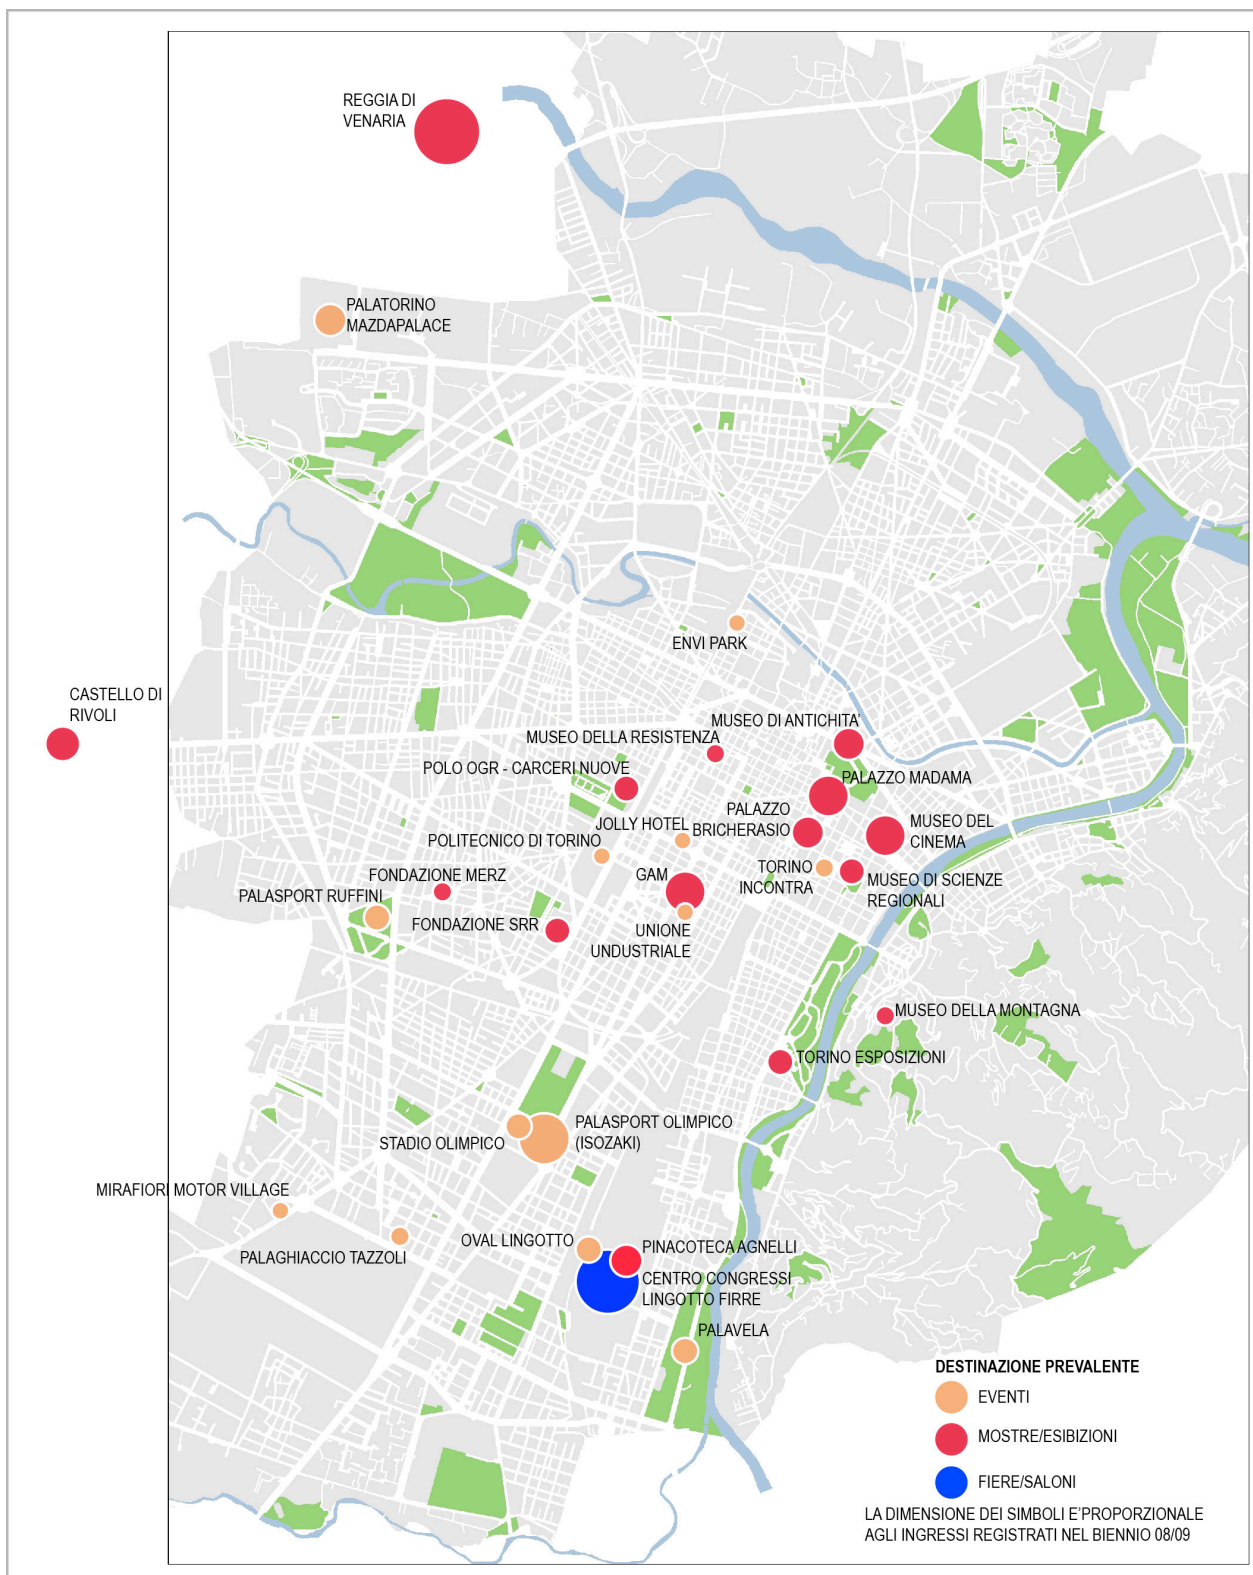 REGGIA DI
VENARIA
PALATORINO
MAZDAPALACE
ENVI PARK
CASTELLO DI
RIVOLI
MUSEO DI ANTICHITA'
MUSEO DELLA RESISTENZA
POLO OGR - CARCERI NUOVE
PALAZZO MADAMA
PALAZZO
BRICHERASIO
JOLLY HOTEL
MUSEO DEL
CINEMA
POLITECNICO DI TORINO
TORINO
INCONTRA
GAM
FONDAZIONE MERZ
MUSEO DI SCIENZE
REGIONALI
PALASPORT RUFFINI
FONDAZIONE SRR
UNIONE
UNDUSTRIALE
MUSEO DELLA MONTAGNA
TORINO ESPOSIZIONI
STADIO OLIMPICO
PALASPORT OLIMPICO
(ISOZAKI)
MIRAFIORI MOTOR VILLAGE
PALAGHIACCIO TAZZOLI
OVAL LINGOTTO
PINACOTECA AGNELLI
CENTRO CONGRESSI
LINGOTTO FIRRE
PALAVELA
DESTINAZIONE PREVALENTE
EVENTI
MOSTRE/ESIBIZIONI
FIERE/SALONI
LA DIMENSIONE DEI SIMBOLI E'PROPORZIONALE
AGLI INGRESSI REGISTRATI NEL BIENNIO 08/09